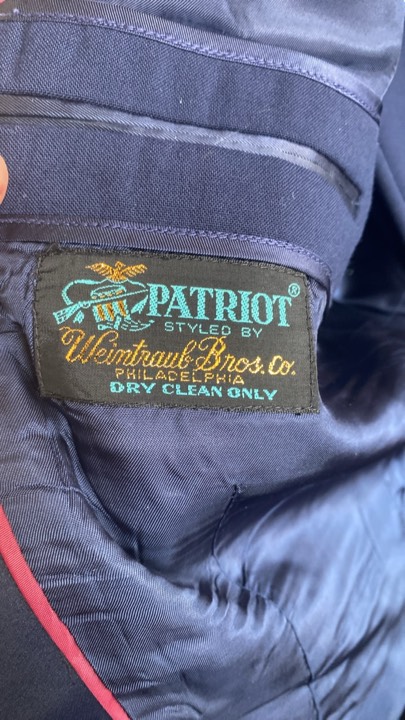 PATRIOT®
STYLED BY
Weintraub Bros. Co.
PHILADELPHIA
DRY CLEAN ONLY